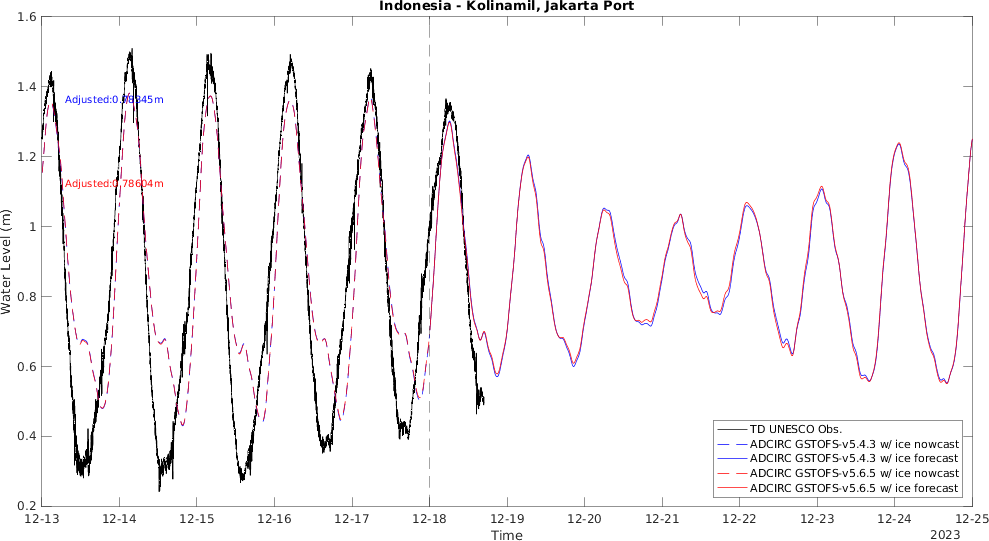 Indonesia - Kolinamil, Jakarta Port
Water Level (m)
1.6
1.4
1.2
1
0.8
0.6
0.4
0.2
Adjusted:0.78604m
TD UNESCO Obs.
ADCIRC GSTOFS-v5.4.3 w/ ice nowcast
ADCIRC GSTOFS-v5.4.3 w/ ice forecast
ADCIRC GSTOFS-v5.6.5 w/ ice nowcast
ADCIRC GSTOFS-v5.6.5 w/ ice forecast
12-13 12-14 12-15 12-16 12-17 12-18 12-19 12-20 12-21 12-22 12-23 12-24 12-25
Time
2023